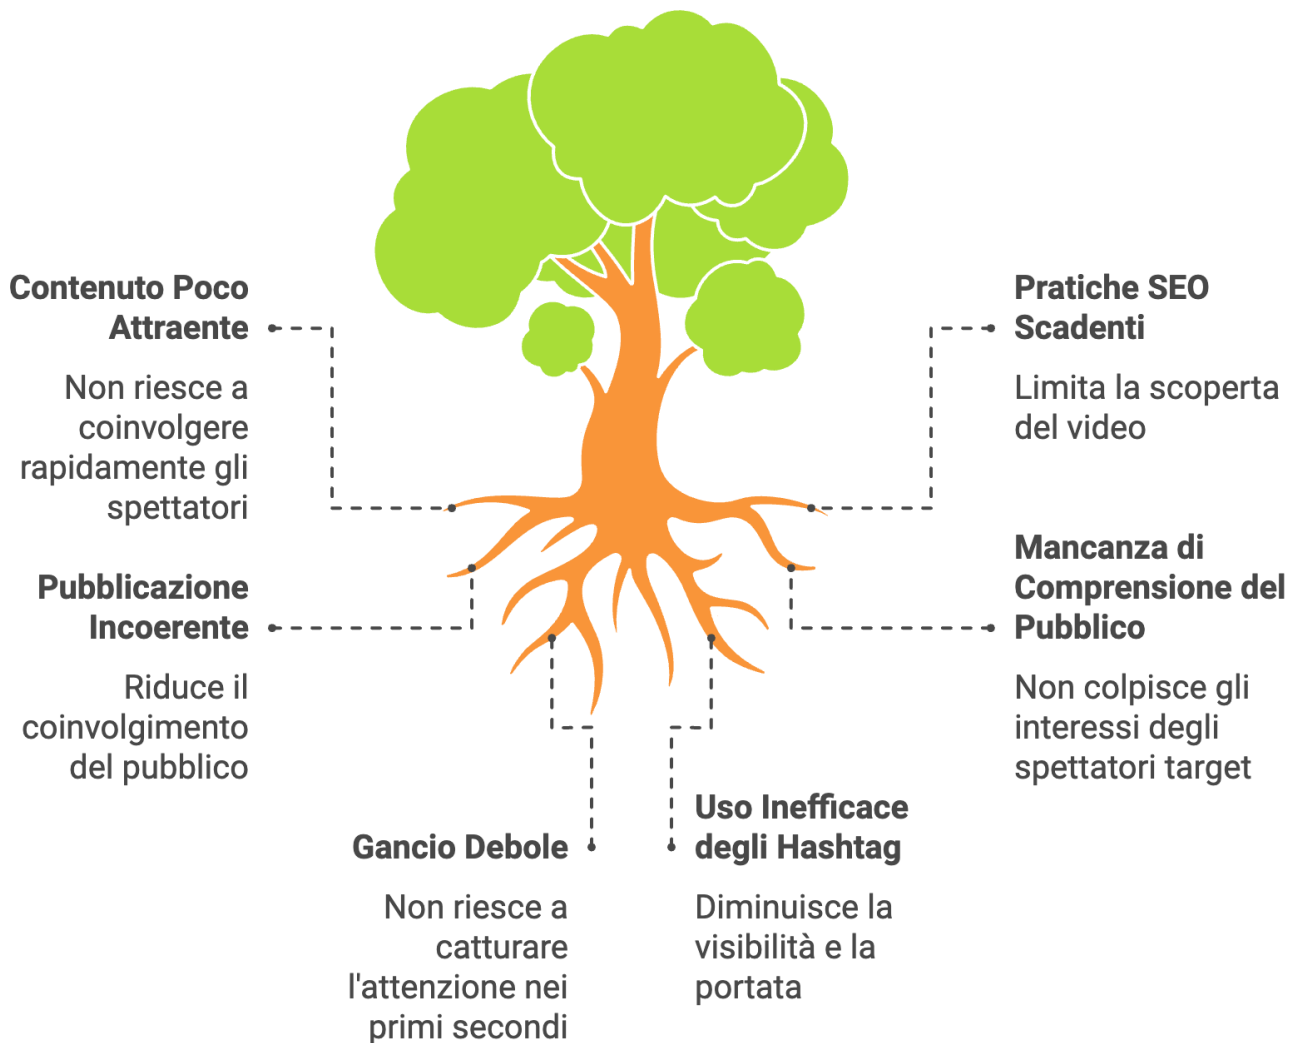 Contenuto Poco
Attraente
Non riesce a
coinvolgere
rapidamente gli
spettatori
Pubblicazione
Incoerente
Riduce il
coinvolgimento
del pubblico
Gancio Debole
Non riesce a
catturare
l'attenzione nei
primi secondi
Uso Inefficace
degli Hashtag
Diminuisce la
visibilità e la
portata
Pratiche SEO
Scadenti
Limita la scoperta
del video
Mancanza di
Comprensione del
Pubblico
Non colpisce gli
interessi degli
spettatori target